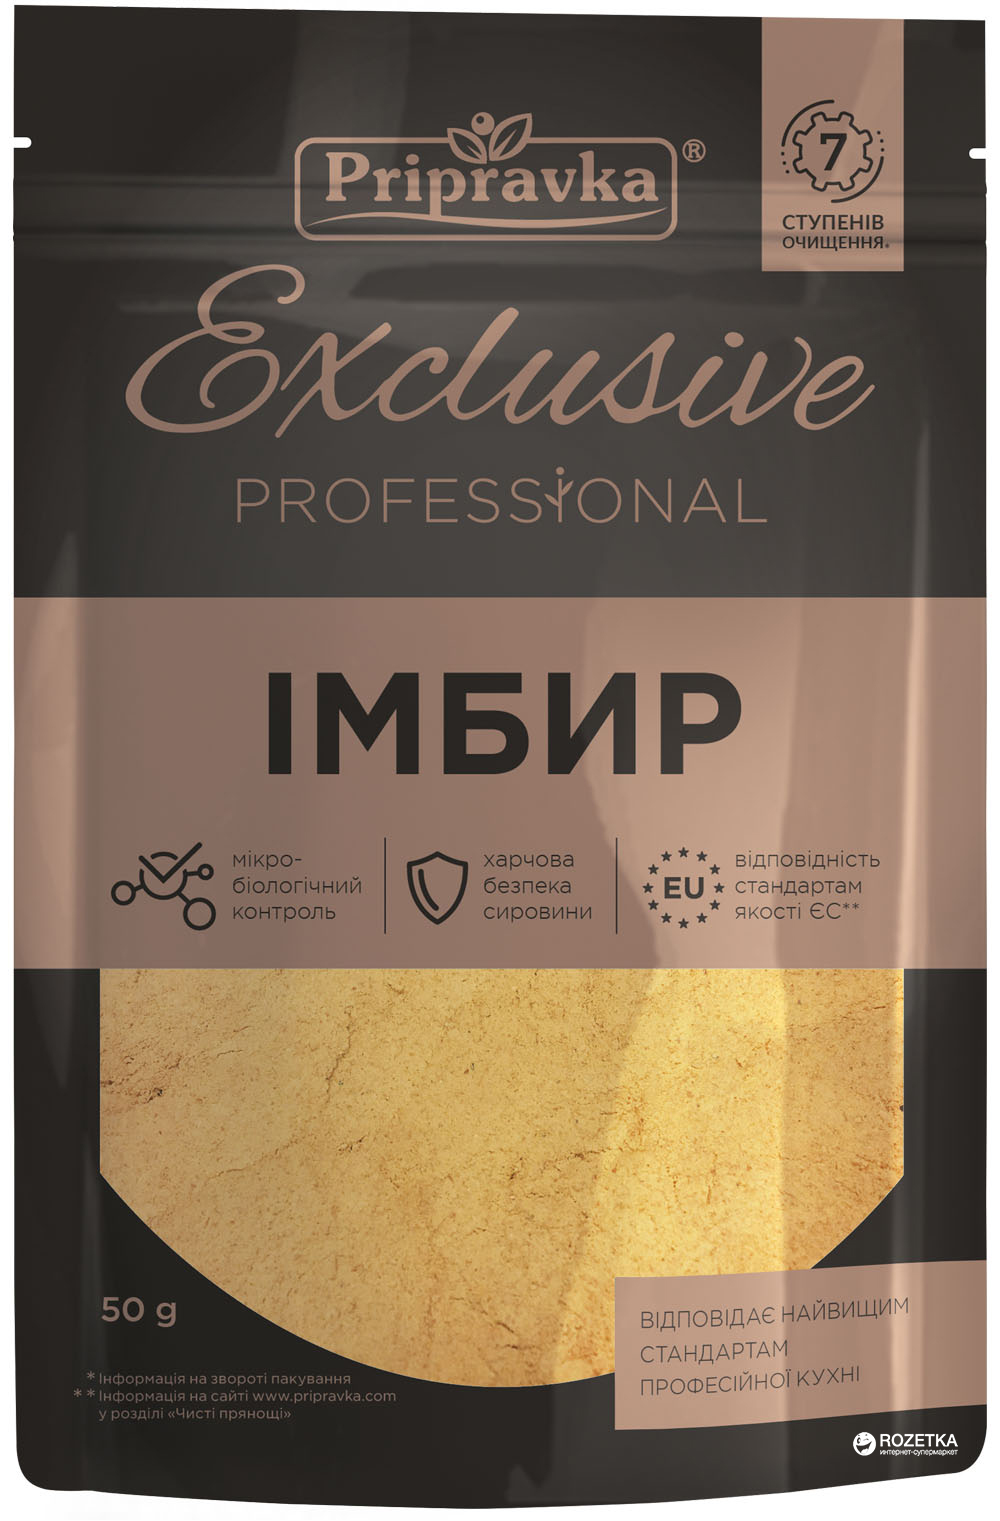 Pripravka®
7
СТУПЕНІВ
ОЧИЩЕННЯ*
Exclusive
PROFESSIONAL
ІМБИР
мікро-
біологічний
контроль
харчова
безпека
сировини
EU
відповідність
стандартам
якості ЄС**
50 g
ВІДПОВІДАЄ НАЙВИЩИМ
СТАНДАРТАМ
ПРОФЕСІЙНОЇ КУХНІ
* Інформація на звороті пакування
** Інформація на сайті www.pripravka.com
у розділі «Чисті прянощі»
ROZETKA
интернет-супермаркет